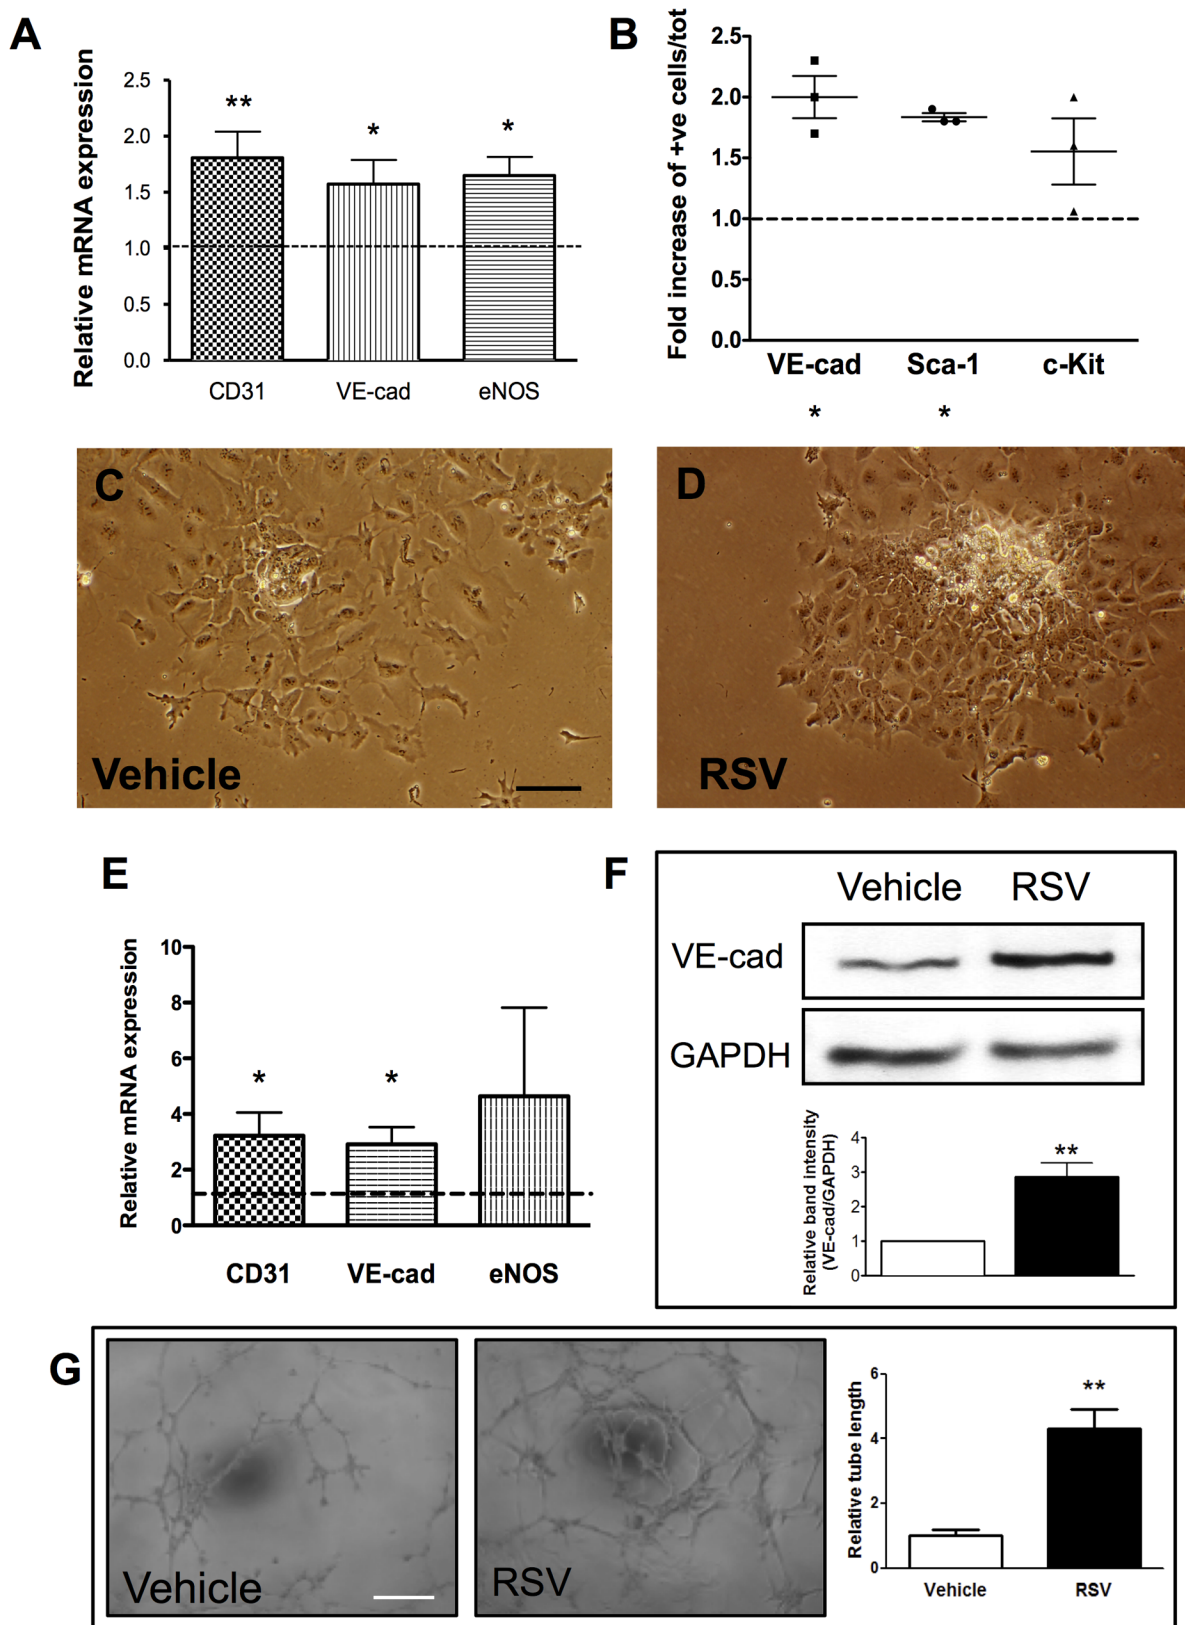 A
Relative mRNA expression
2.5
2.0
1.5
1.0
0.5
0.0
**
*
*
CD31 VE-cad eNOS
B
Fold increase of +ve cells/tot
2.5
2.0
1.5
1.0
0.5
0.0
VE-cad Sca-1 c-Kit
* *
C
Vehicle
D
RSV
E
Relative mRNA expression
10
8
6
4
2
0
* *
CD31 VE-cad eNOS
F
Vehicle RSV
VE-cad
GAPDH
Relative band intensity
(VE-cad/GAPDH)
4
3
2
1
0
**
G
Vehicle
RSV
Relative tube length
6
4
2
0
**
Vehicle RSV